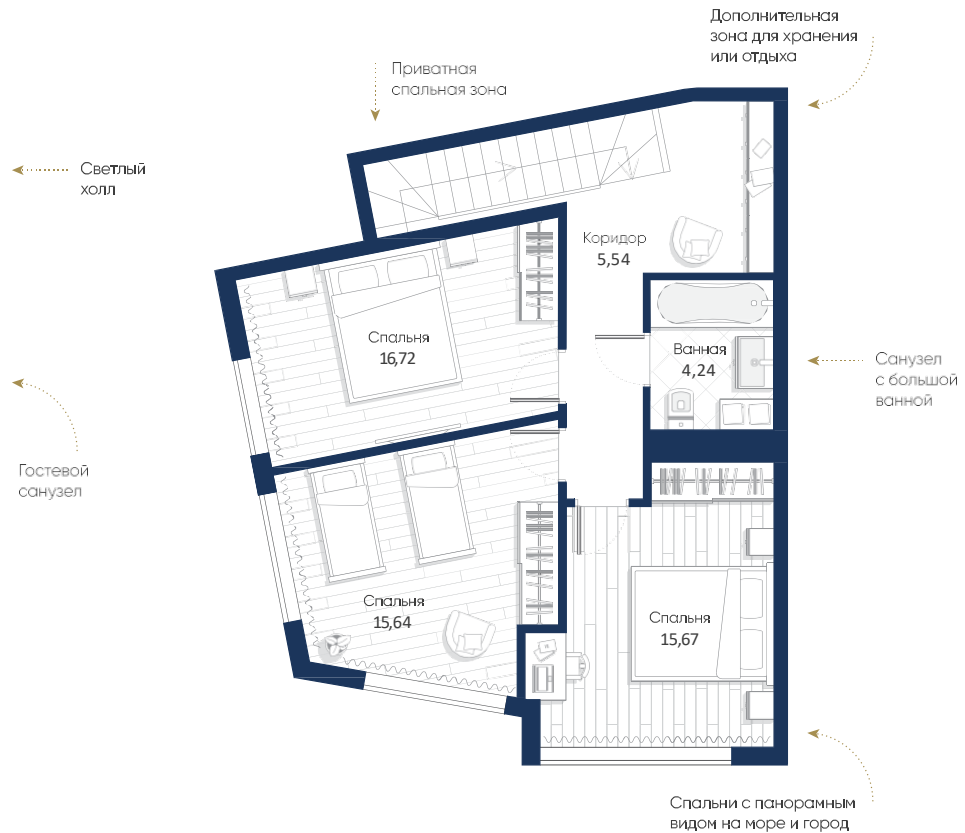 Дополнительная
зона для хранения
или отдыха
Приватная
спальная зона
Светлый
холл
Коридор
5,54
Спальня
16,72
Ванная
4,24
Санузел
с большой
ванной
Гостевой
санузел
Спальня
15,64
Спальня
15,67
Спальни с панорамным
видом на море и город